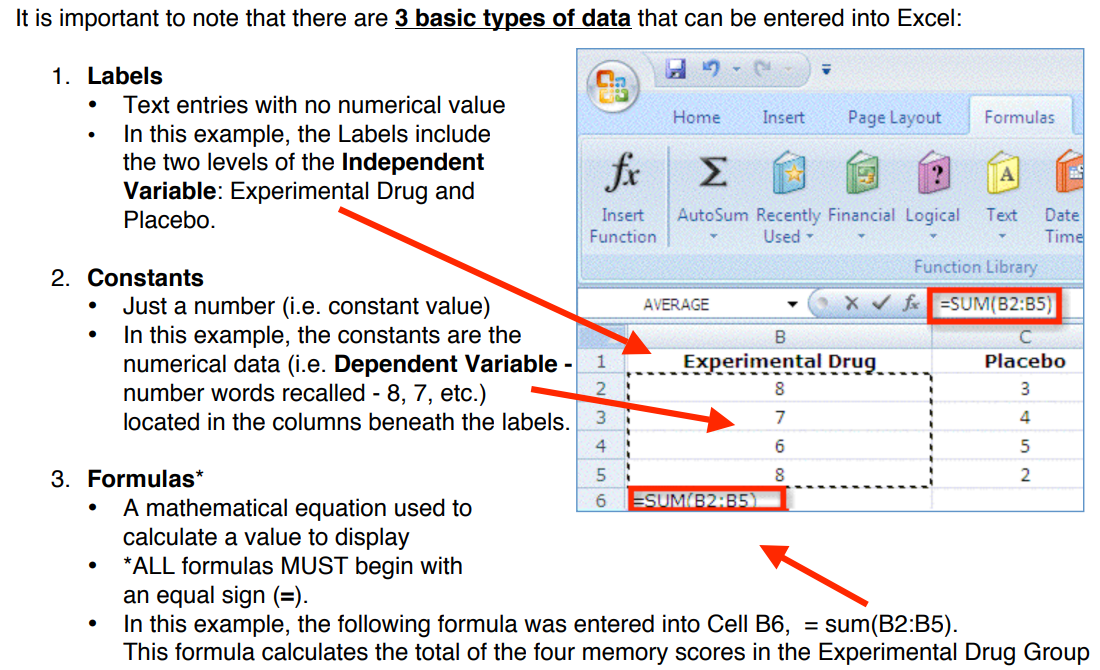 It is important to note that there are 3 basic types of data that can be entered into Excel:
1. Labels
• Text entries with no numerical value
• In this example, the Labels include
the two levels of the Independent
Variable: Experimental Drug and
Placebo.
2. Constants
• Just a number (i.e. constant value)
• In this example, the constants are the
numerical data (i.e. Dependent Variable -
number words recalled - 8, 7, etc.)
located in the columns beneath the labels.
3. Formulas*
• A mathematical equation used to
calculate a value to display
• *ALL formulas MUST begin with
an equal sign (=).
• In this example, the following formula was entered into Cell B6, = sum(B2:B5).
This formula calculates the total of the four memory scores in the Experimental Drug Group
Home Insert Page Layout Formulas
fx Σ ? A
Insert AutoSum Recently Financial Logical Text Date
Function Used Time
Function Library
AVERAGE fx =SUM(B2:B5)
B C
1 Experimental Drug Placebo
2 8 3
3 7 4
4 6 5
5 8 2
6 =SUM(B2:B5)